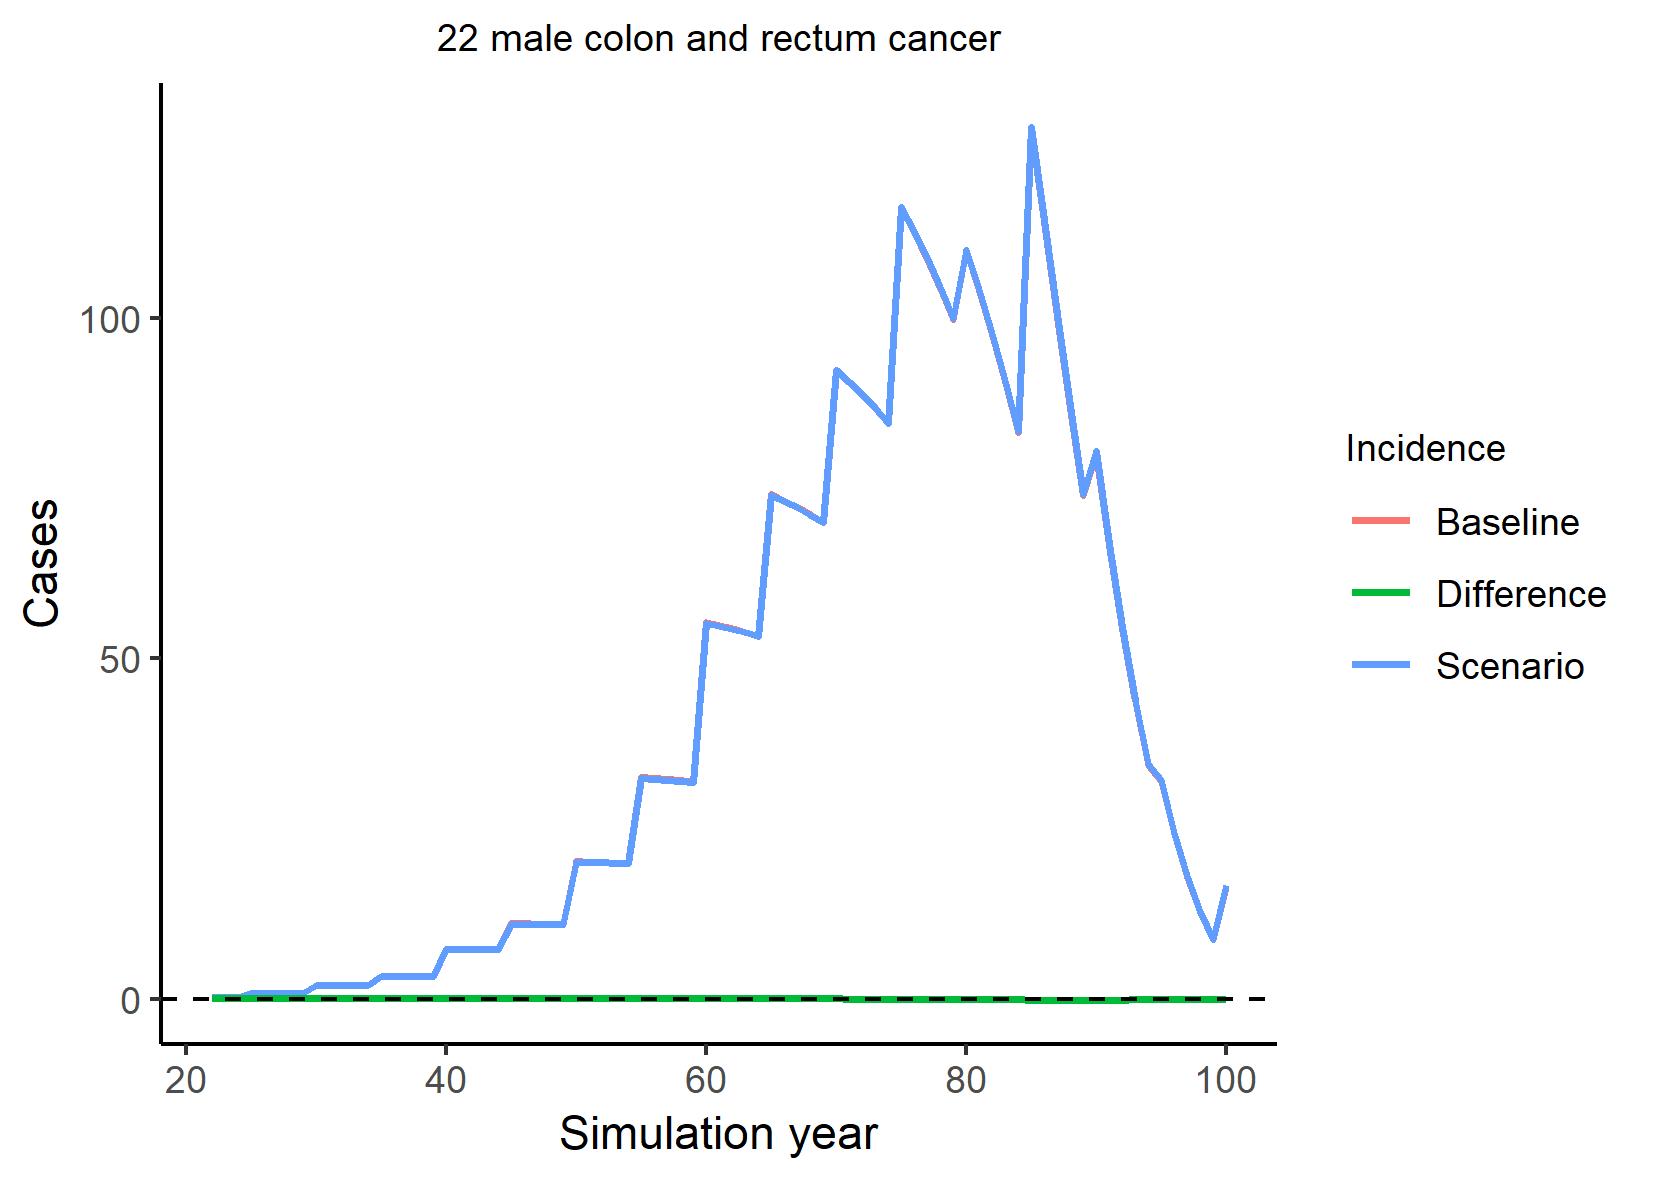 22 male colon and rectum cancer
Cases
100
50
0
20 40 60 80 100
Simulation year
Incidence
Baseline
Difference
Scenario